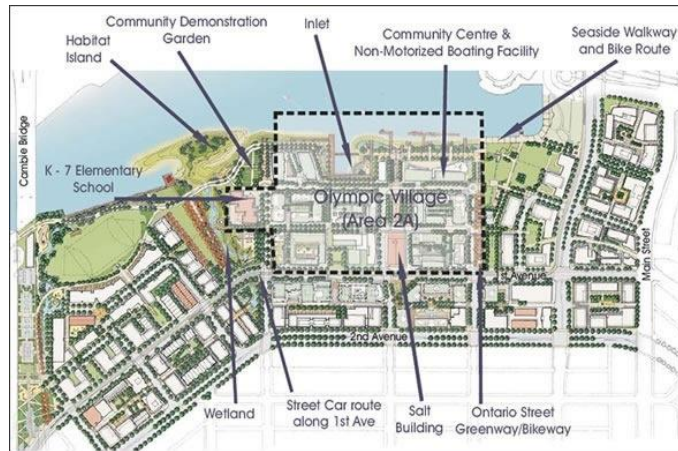 Community Demonstration
Garden
Inlet
Community Centre &
Non-Motorized Boating Facility
Seaside Walkway
and Bike Route
Habitat
Island
Cambie Bridge
K - 7 Elementary
School
Olympic Village
(Area 2A)
Main Street
1st Avenue
2nd Avenue
Wetland
Street Car route
along 1st Ave
Salt
Building
Ontario Street
Greenway/Bikeway